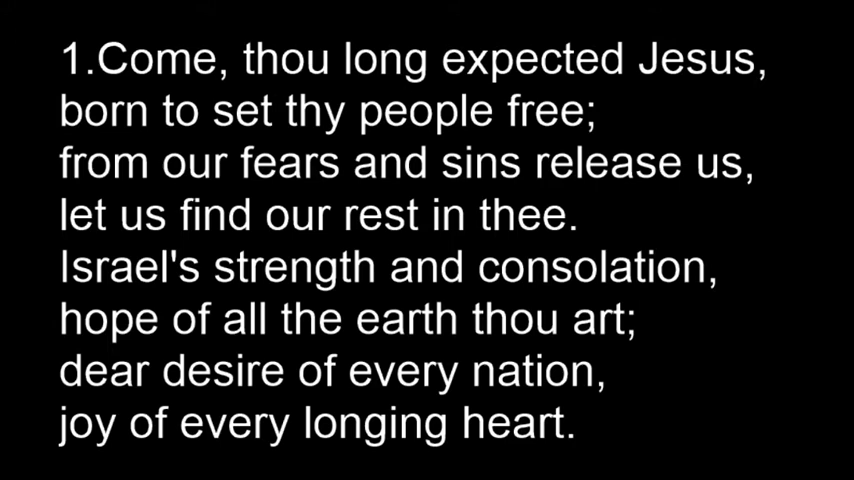 1.Come, thou long expected Jesus,
born to set thy people free;
from our fears and sins release us,
let us find our rest in thee.
Israel's strength and consolation,
hope of all the earth thou art;
dear desire of every nation,
joy of every longing heart.